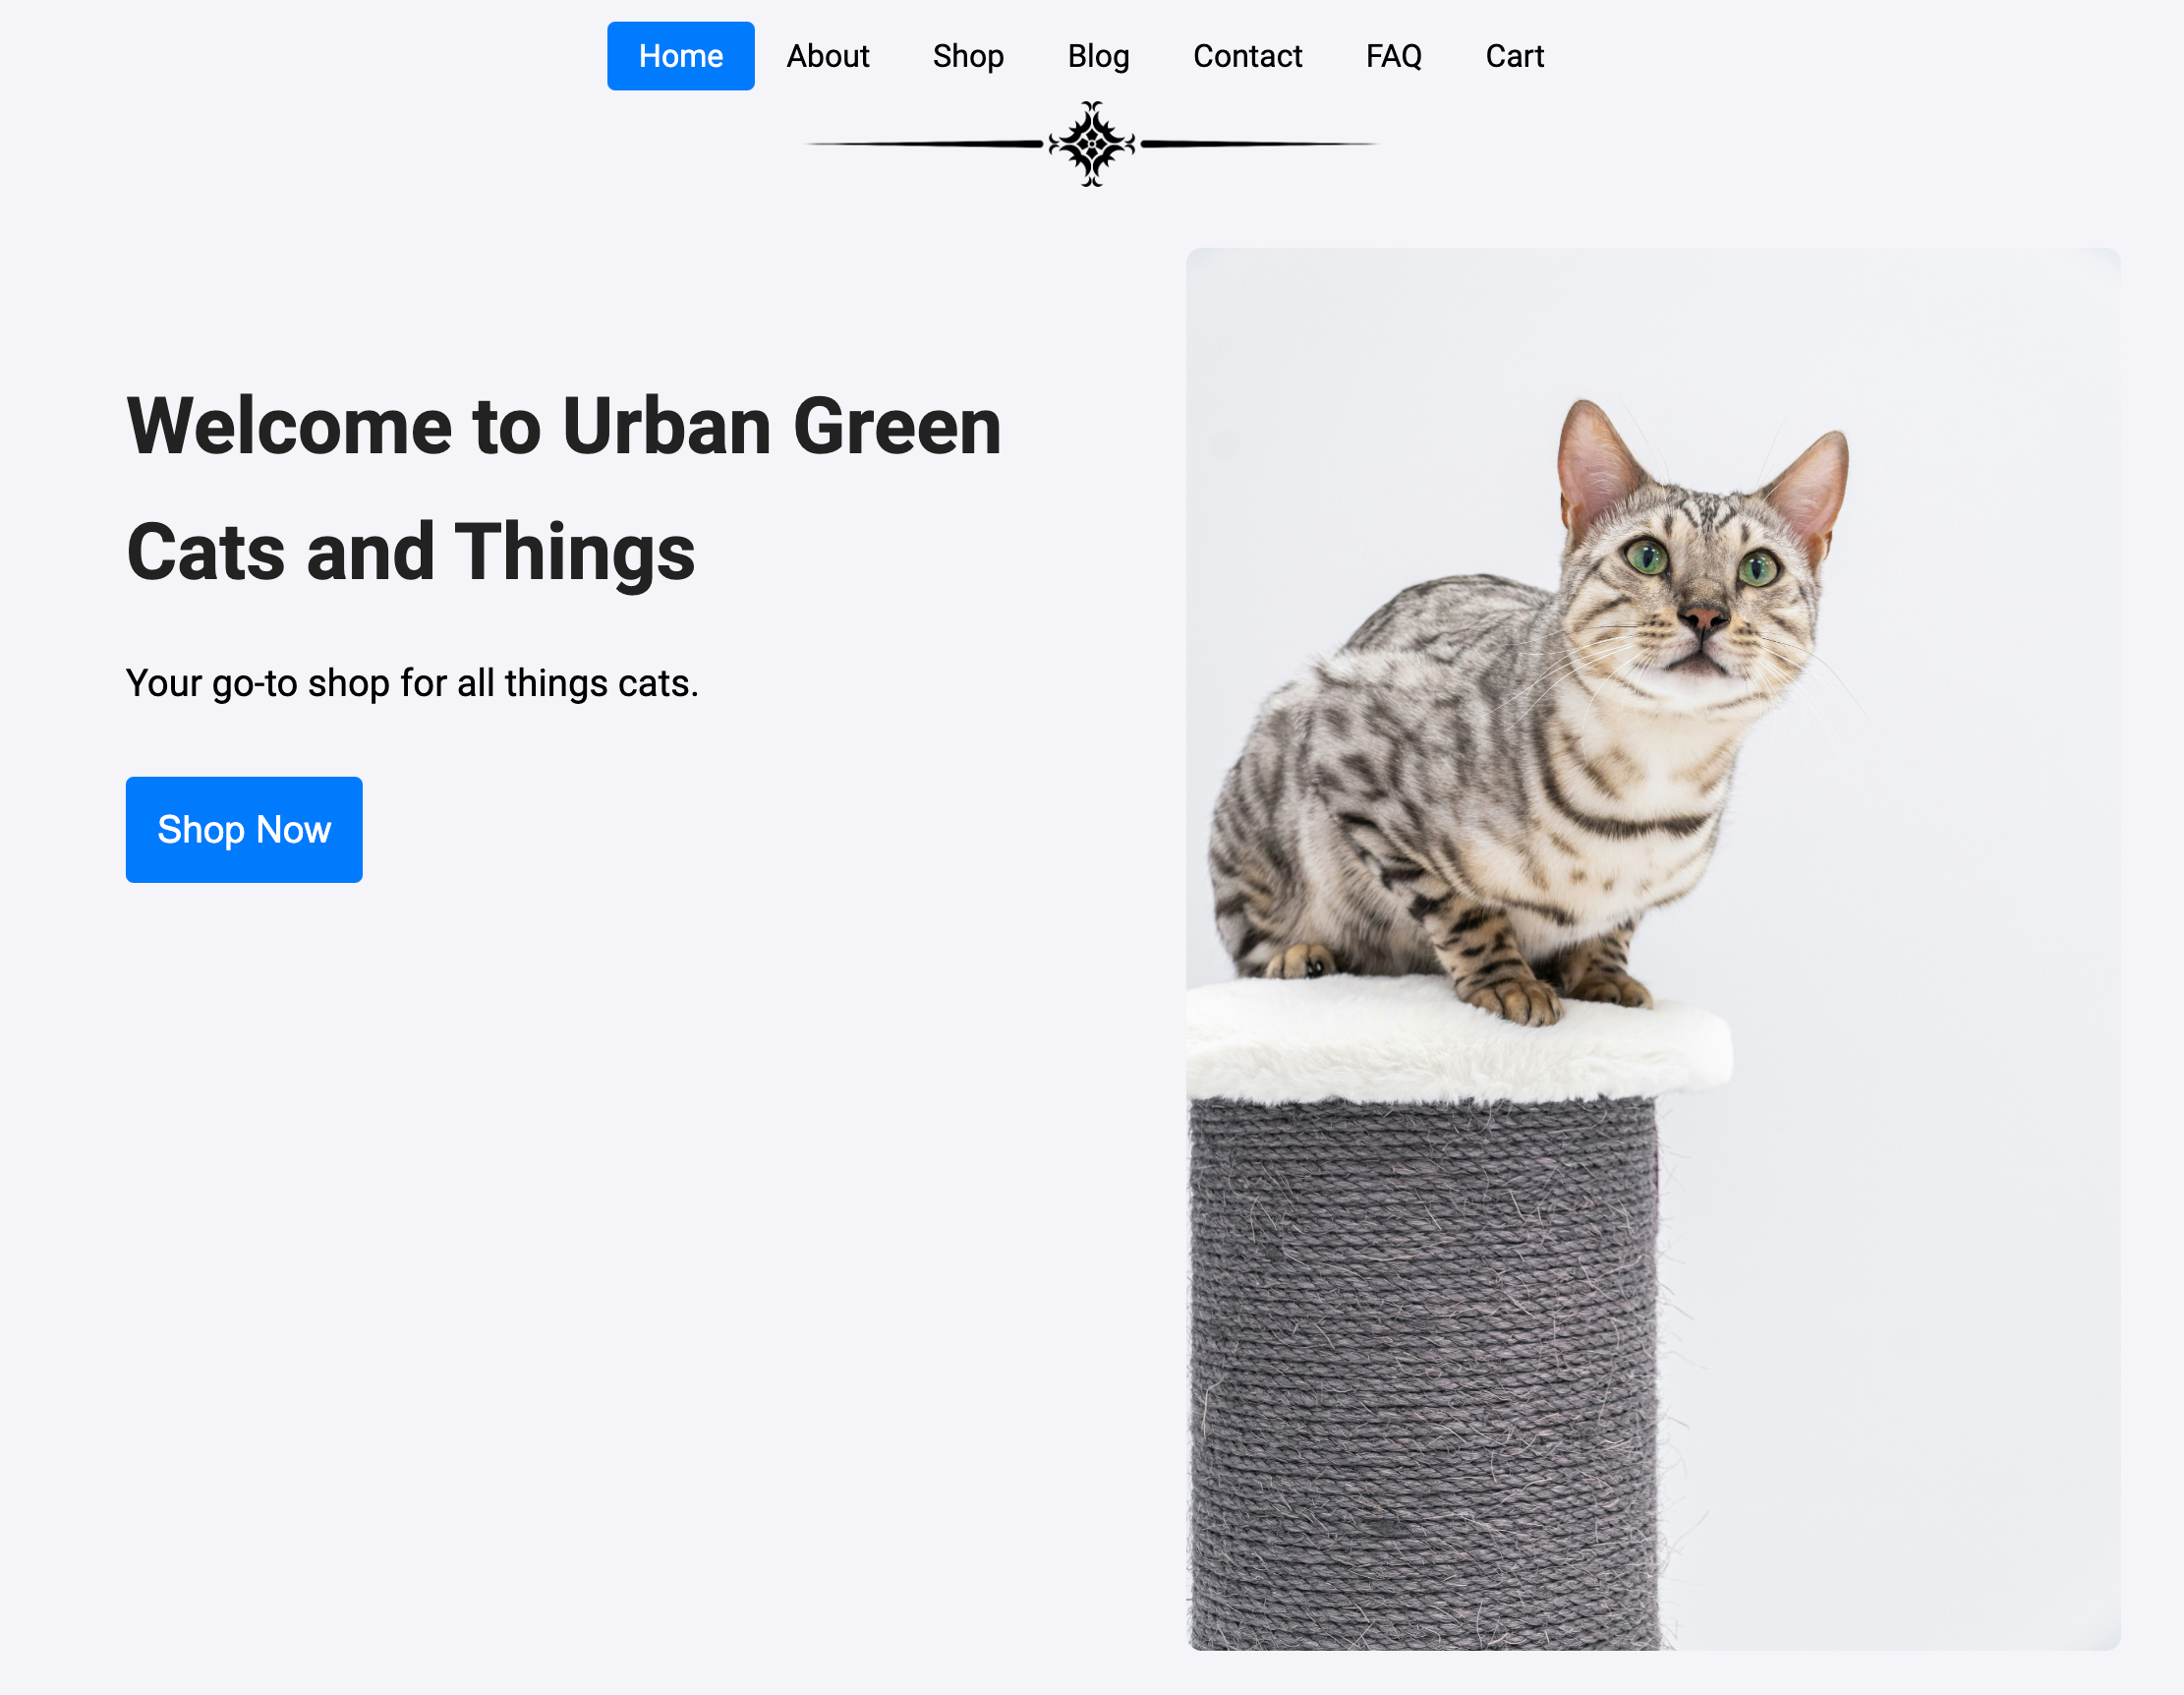 Home About Shop Blog Contact FAQ Cart
Welcome to Urban Green
Cats and Things
Your go-to shop for all things cats.
Shop Now